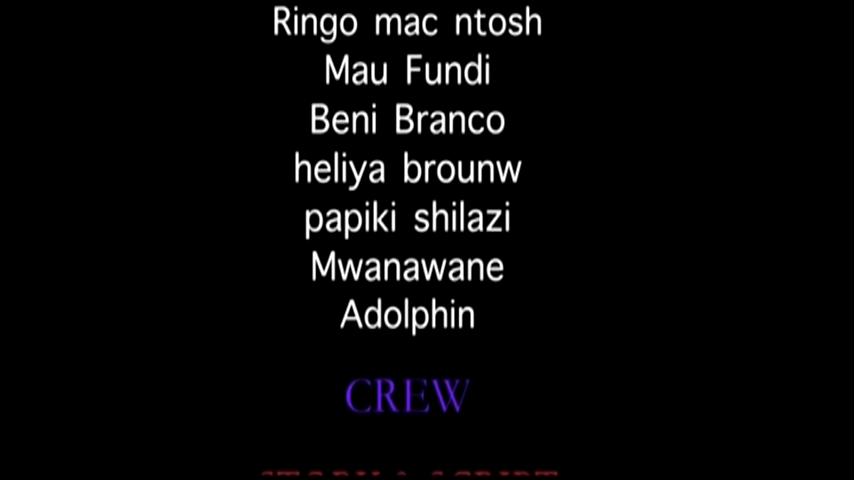 Ringo mac ntosh
Mau Fundi
Beni Branco
heliya brounw
papiki shilazi
Mwanawane
Adolphin
CREW